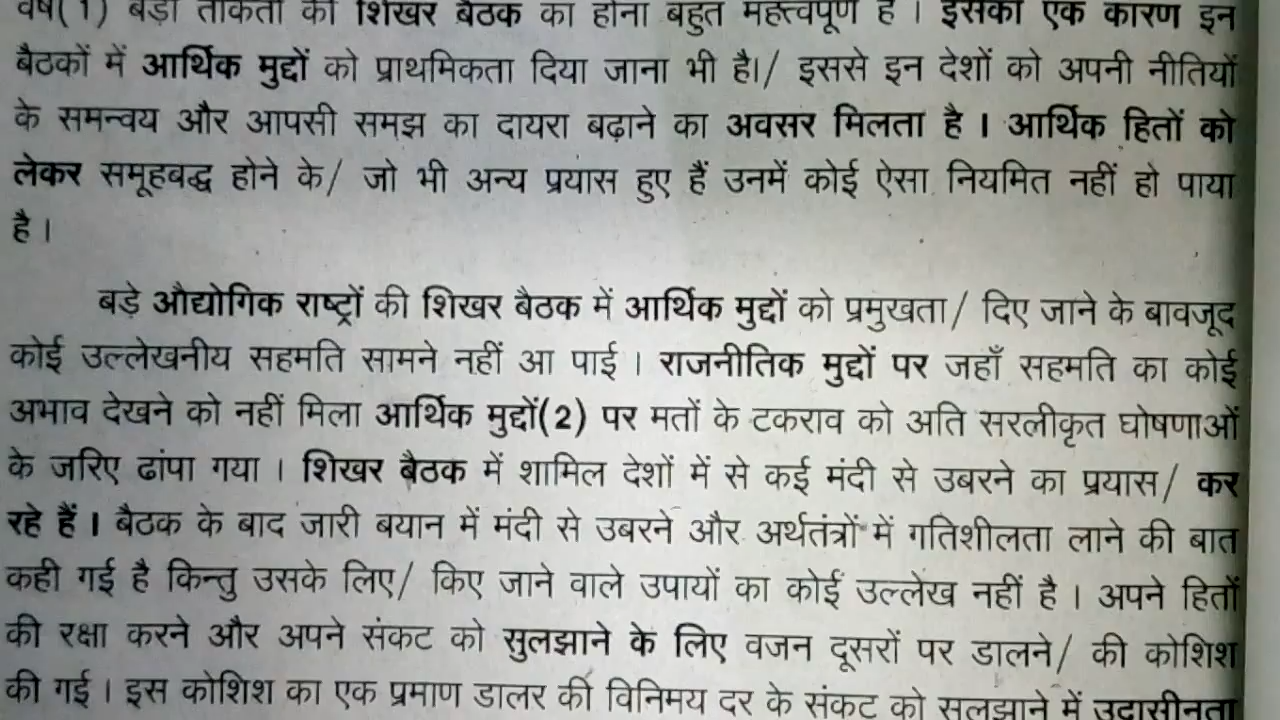 वर्ष(1) बड़ी ताकतों की शिखर बैठक का होना बहुत महत्त्वपूर्ण है । इसका एक कारण इन
बैठकों में आर्थिक मुद्दों को प्राथमिकता दिया जाना भी है।/ इससे इन देशों को अपनी नीतियों
के समन्वय और आपसी समझ का दायरा बढ़ाने का अवसर मिलता है । आर्थिक हितों को
लेकर समूहबद्ध होने के/ जो भी अन्य प्रयास हुए हैं उनमें कोई ऐसा नियमित नहीं हो पाया
है ।
बड़े औद्योगिक राष्ट्रों की शिखर बैठक में आर्थिक मुद्दों को प्रमुखता/ दिए जाने के बावजूद
कोई उल्लेखनीय सहमति सामने नहीं आ पाई । राजनीतिक मुद्दों पर जहाँ सहमति का कोई
अभाव देखने को नहीं मिला आर्थिक मुद्दों(2) पर मतों के टकराव को अति सरलीकृत घोषणाओं
के जरिए ढांपा गया । शिखर बैठक में शामिल देशों में से कई मंदी से उबरने का प्रयास/ कर
रहे हैं । बैठक के बाद जारी बयान में मंदी से उबरने और अर्थतंत्रों में गतिशीलता लाने की बात
कही गई है किन्तु उसके लिए/ किए जाने वाले उपायों का कोई उल्लेख नहीं है । अपने हितों
की रक्षा करने और अपने संकट को सुलझाने के लिए वजन दूसरों पर डालने/ की कोशिश
की गई । इस कोशिश का एक प्रमाण डालर की विनिमय दर के संकट को सुलझाने में उदासीनता